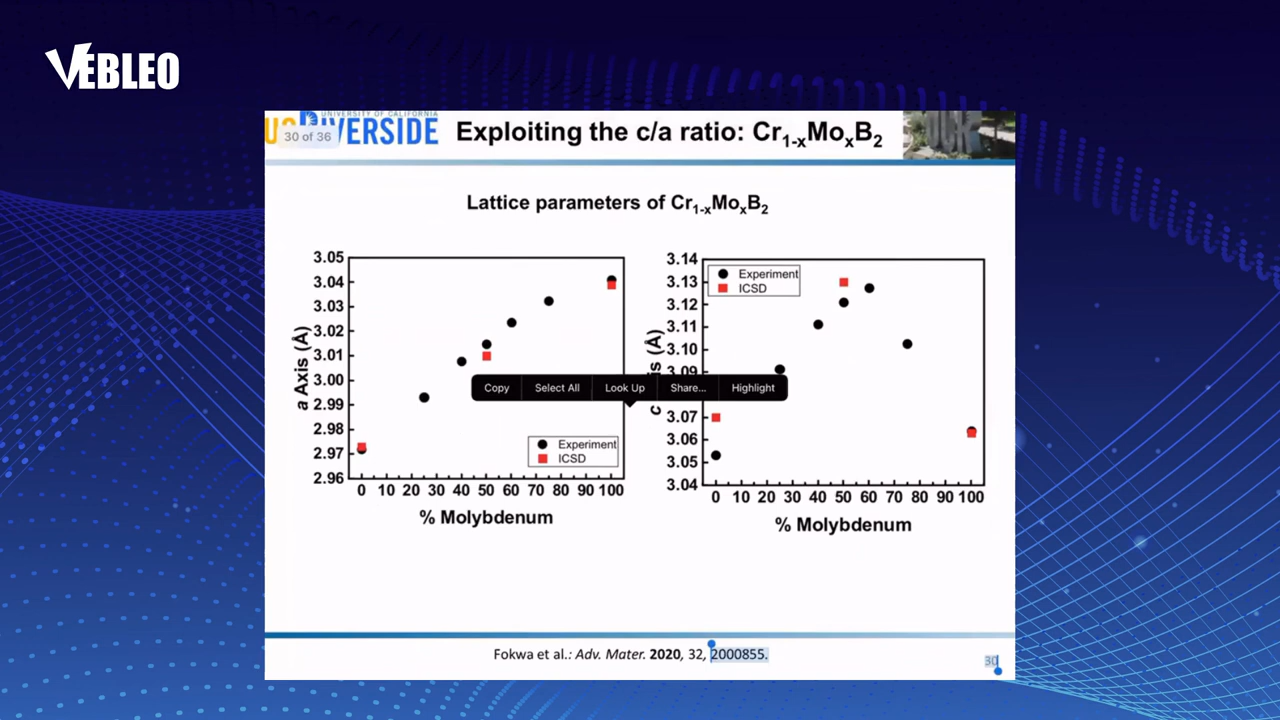 VEBLEO
UNIVERSITY OF CALIFORNIA
30 of 36
RIVERSIDE
Exploiting the c/a ratio: Cr1-xMoxB2
Lattice parameters of Cr1-xMoxB2
3.05
3.04
3.03
3.02
3.01
3.00
2.99
2.98
2.97
2.96
a Axis (Å)
0 10 20 30 40 50 60 70 80 90 100
% Molybdenum
Experiment
ICSD
Copy Select All Look Up Share... Highlight
3.14
3.13
3.12
3.11
3.10
3.09
3.07
3.06
3.05
3.04
Experiment
ICSD
0 10 20 30 40 50 60 70 80 90 100
% Molybdenum
Fokwa et al.: Adv. Mater. 2020, 32, 2000855.
30